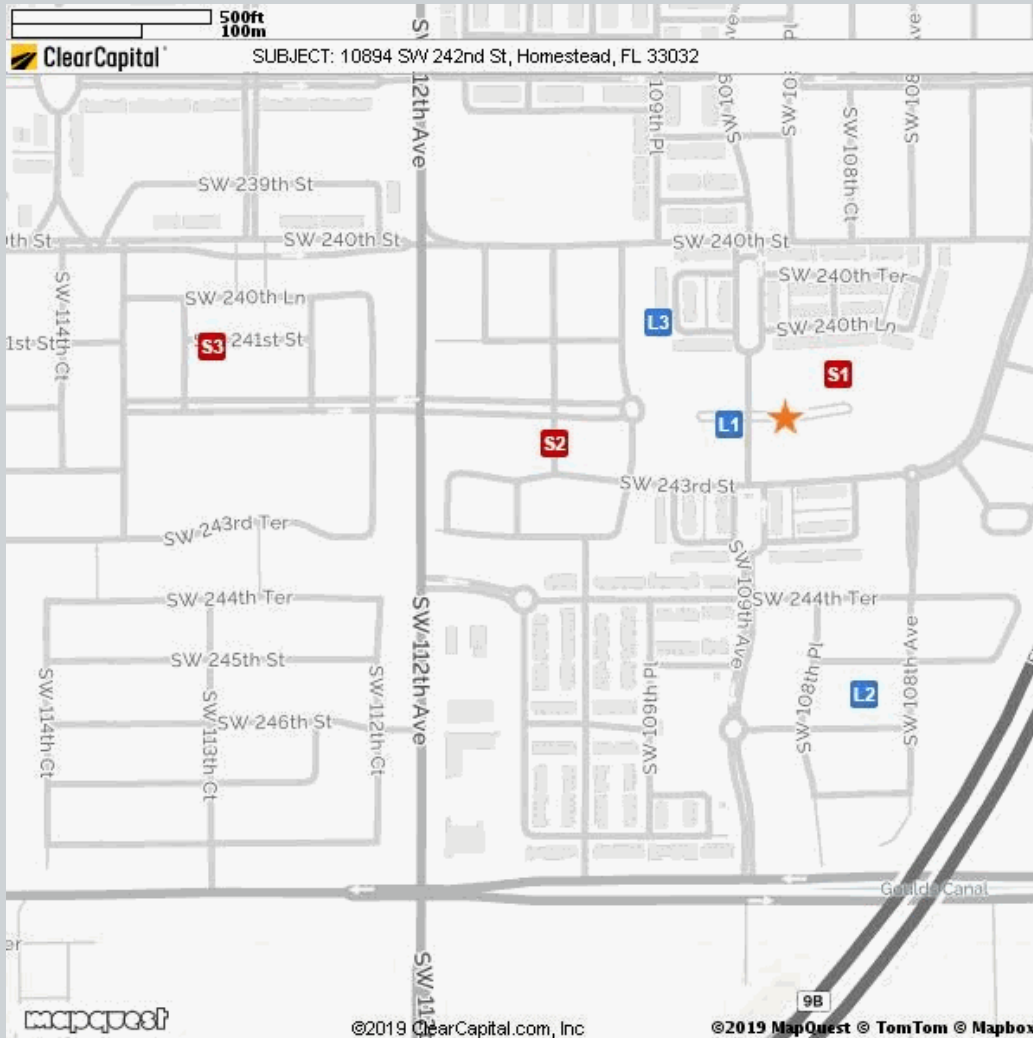 500ft
100m
ClearCapital
SUBJECT: 10894 SW 242nd St, Homestead, FL 33032
12th Ave
109th Pl
SW 108th Ct
SW 239th St
SW 240th St
SW 240th St
SW 240th Ter
SW 114th Ct
SW 240th Ln
L3
SW 240th Ln
1st St
S3
241st St
S1
L1
S2
SW 243rd St
SW 243rd Ter
SW 109th Ave
SW 244th Ter
SW 244th Ter
SW 112th Ave
SW 245th St
SW 114th Ct
SW 113th Ct
SW 112th Ct
SW 109th Pl
SW 108th Pl
L2
SW 108th Ave
SW 246th St
Goulds Canal
9B
mapquest
©2019 ClearCapital.com, Inc
©2019 MapQuest © TomTom © Mapbox